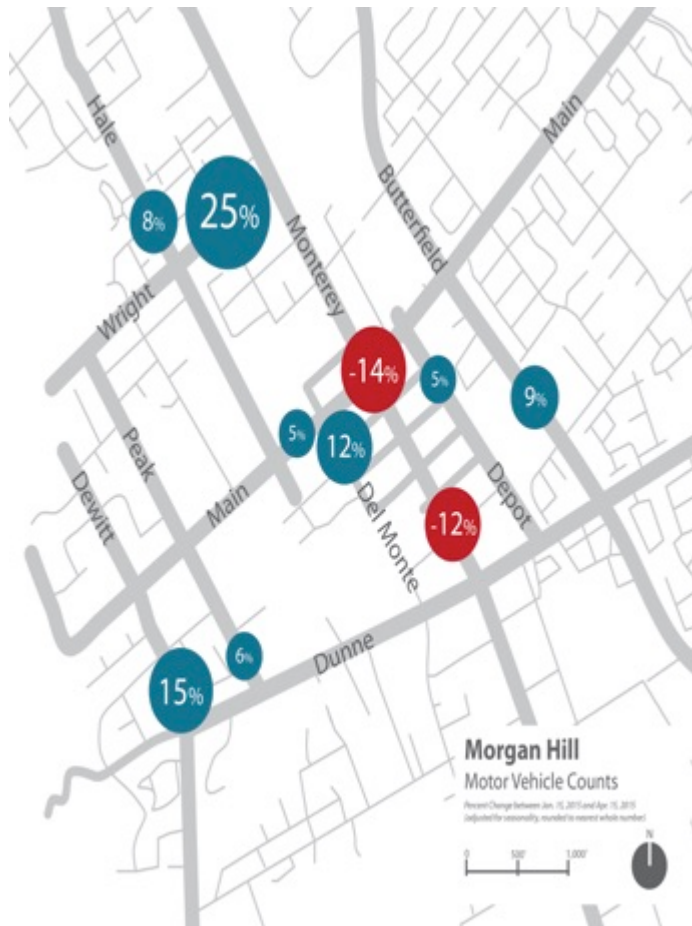 Hale
Main
Butterfield
8%
25%
Monterey
Wright
-14%
5%
9%
5%
12%
Peak
Main
Dewitt
Del Monte
Depot
-12%
Dunne
6%
15%
Morgan Hill
Motor Vehicle Counts
Percent Change between Jan. 15, 2015 and Apr. 15, 2015
(adjusted for seasonality, rounded to nearest whole number)
N
0 500' 1,000'